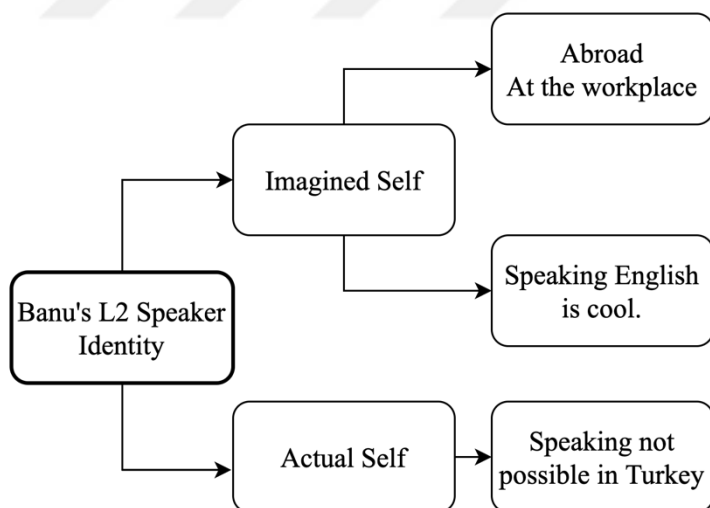 Abroad
At the workplace
Imagined Self
Speaking English
is cool.
Banu's L2 Speaker
Identity
Actual Self
Speaking not
possible in Turkey